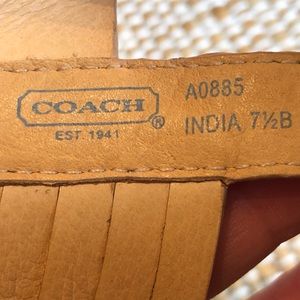 COACH®
EST. 1941
A0885
INDIA 7½B